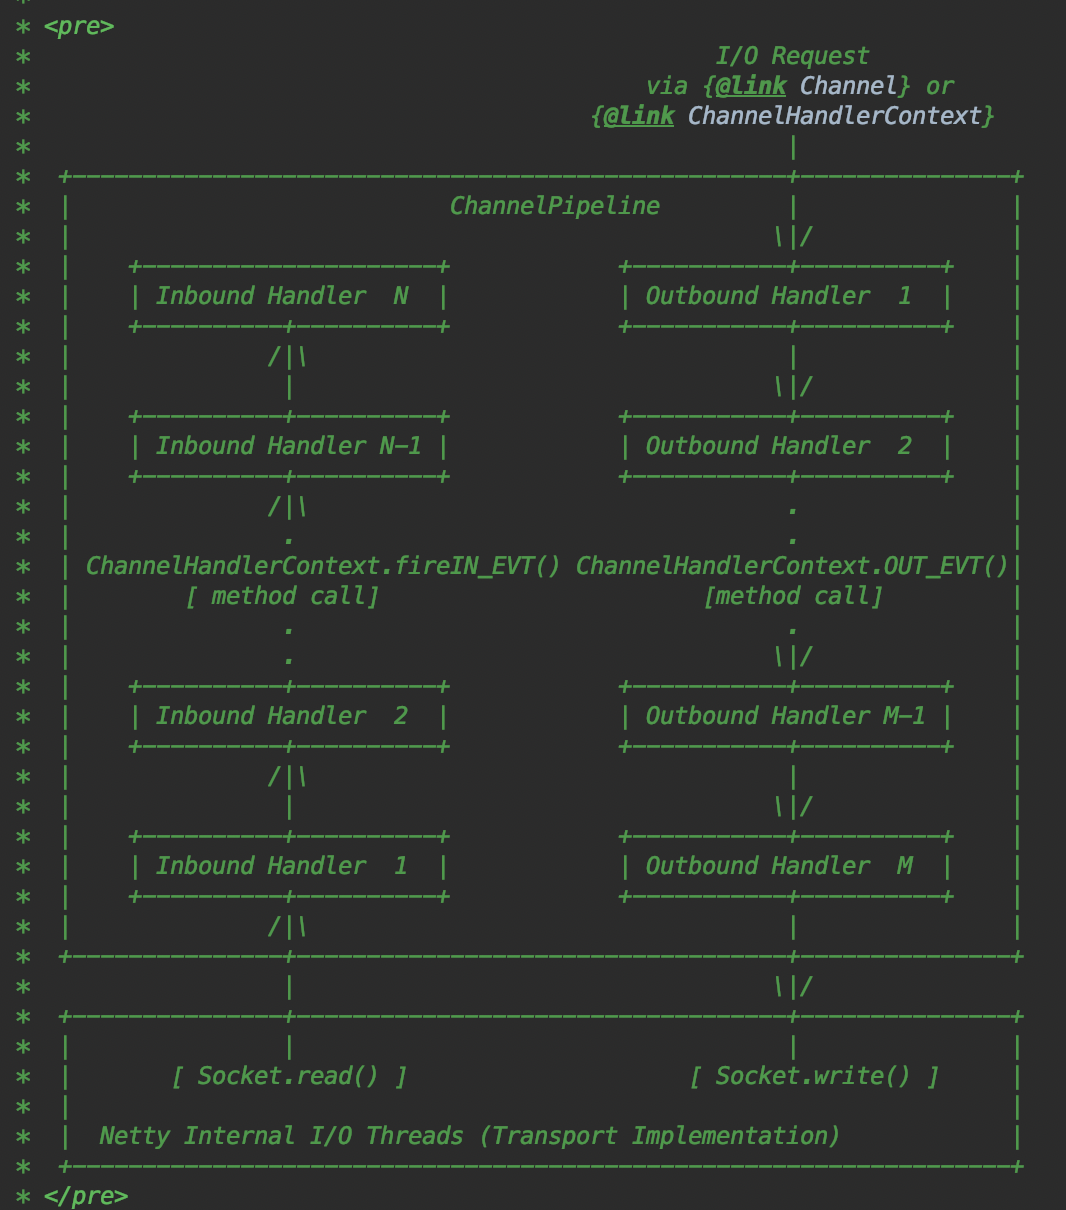 *
* <pre>
*                                                 I/O Request
*                                            via {@link Channel} or
*                                        {@link ChannelHandlerContext}
*                                                      |
*  +---------------------------------------------------+---------------+
*  |                           ChannelPipeline         |               |
*  |                                                  \|/              |
*  |    +---------------------+            +-----------+----------+    |
*  |    | Inbound Handler  N  |            | Outbound Handler  1  |    |
*  |    +----------+----------+            +-----------+----------+    |
*  |              /|\                                  |               |
*  |               |                                  \|/              |
*  |    +----------+----------+            +-----------+----------+    |
*  |    | Inbound Handler N-1 |            | Outbound Handler  2  |    |
*  |    +----------+----------+            +-----------+----------+    |
*  |              /|\                                  .               |
*  |               .                                   .               |
*  | ChannelHandlerContext.fireIN_EVT() ChannelHandlerContext.OUT_EVT()|
*  |        [ method call]                       [method call]         |
*  |               .                                   .               |
*  |               .                                  \|/              |
*  |    +----------+----------+            +-----------+----------+    |
*  |    | Inbound Handler  2  |            | Outbound Handler M-1 |    |
*  |    +----------+----------+            +-----------+----------+    |
*  |              /|\                                  |               |
*  |               |                                  \|/              |
*  |    +----------+----------+            +-----------+----------+    |
*  |    | Inbound Handler  1  |            | Outbound Handler  M  |    |
*  |    +----------+----------+            +-----------+----------+    |
*  |              /|\                                  |               |
*  +---------------+-----------------------------------+---------------+
*                  |                                  \|/
*  +---------------+-----------------------------------+---------------+
*  |               |                                   |               |
*  |       [ Socket.read() ]                    [ Socket.write() ]     |
*  |                                                                   |
*  |  Netty Internal I/O Threads (Transport Implementation)            |
*  +-------------------------------------------------------------------+
* </pre>